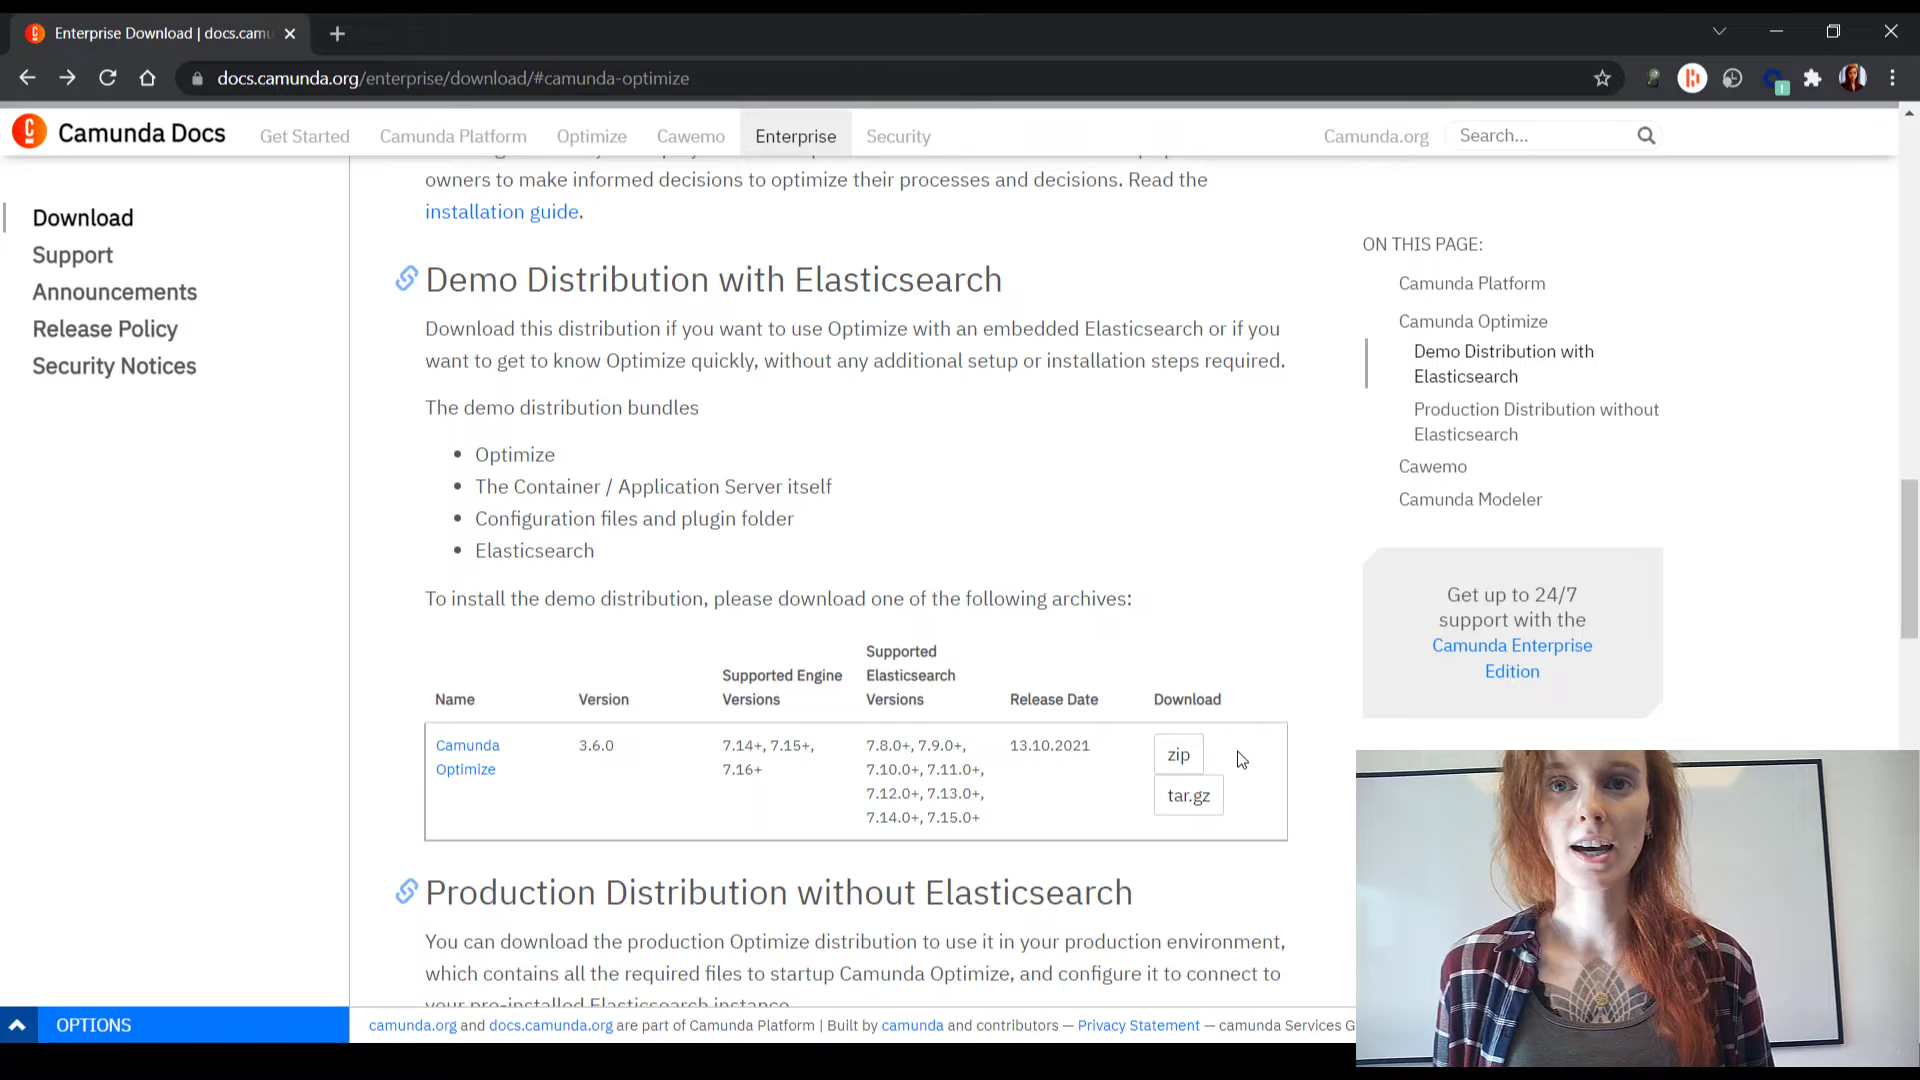 Enterprise Download | docs.camu
docs.camunda.org/enterprise/download/#camunda-optimize
Camunda Docs
Get Started
Camunda Platform
Optimize
Cawemo
Enterprise
Security
Camunda.org
Search...
Download
Support
Announcements
Release Policy
Security Notices
owners to make informed decisions to optimize their processes and decisions. Read the
installation guide.
Demo Distribution with Elasticsearch
Download this distribution if you want to use Optimize with an embedded Elasticsearch or if you
want to get to know Optimize quickly, without any additional setup or installation steps required.
The demo distribution bundles
• Optimize
• The Container / Application Server itself
• Configuration files and plugin folder
• Elasticsearch
To install the demo distribution, please download one of the following archives:
Name
Version
Supported Engine
Versions
Supported
Elasticsearch
Versions
Release Date
Download
Camunda
Optimize
3.6.0
7.14+, 7.15+,
7.16+
7.8.0+, 7.9.0+,
7.10.0+, 7.11.0+,
7.12.0+, 7.13.0+,
7.14.0+, 7.15.0+
13.10.2021
zip
tar.gz
Production Distribution without Elasticsearch
You can download the production Optimize distribution to use it in your production environment,
which contains all the required files to startup Camunda Optimize, and configure it to connect to
your pre-installed Elasticsearch instance
ON THIS PAGE:
Camunda Platform
Camunda Optimize
Demo Distribution with
Elasticsearch
Production Distribution without
Elasticsearch
Cawemo
Camunda Modeler
Get up to 24/7
support with the
Camunda Enterprise
Edition
OPTIONS
camunda.org and docs.camunda.org are part of Camunda Platform | Built by camunda and contributors — Privacy Statement — camunda Services G